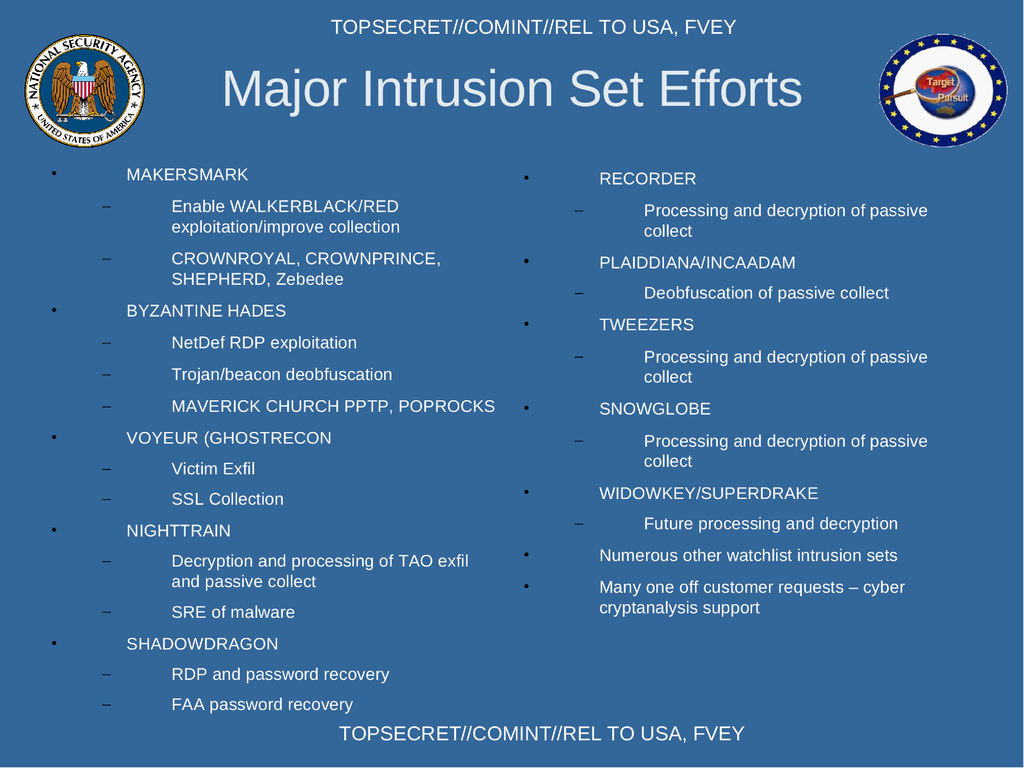 TOPSECRET//COMINT//REL TO USA, FVEY
NATIONAL SECURITY AGENCY
UNITED STATES OF AMERICA
Major Intrusion Set Efforts
Target
Pursuit
• MAKERSMARK
– Enable WALKERBLACK/RED
exploitation/improve collection
– CROWNROYAL, CROWNPRINCE,
SHEPHERD, Zebedee
• BYZANTINE HADES
– NetDef RDP exploitation
– Trojan/beacon deobfuscation
– MAVERICK CHURCH PPTP, POPROCKS
• VOYEUR (GHOSTRECON
– Victim Exfil
– SSL Collection
• NIGHTTRAIN
– Decryption and processing of TAO exfil
and passive collect
– SRE of malware
• SHADOWDRAGON
– RDP and password recovery
– FAA password recovery
• RECORDER
– Processing and decryption of passive
collect
• PLAIDDIANA/INCAADAM
– Deobfuscation of passive collect
• TWEEZERS
– Processing and decryption of passive
collect
• SNOWGLOBE
– Processing and decryption of passive
collect
• WIDOWKEY/SUPERDRAKE
– Future processing and decryption
• Numerous other watchlist intrusion sets
• Many one off customer requests – cyber
cryptanalysis support
TOPSECRET//COMINT//REL TO USA, FVEY